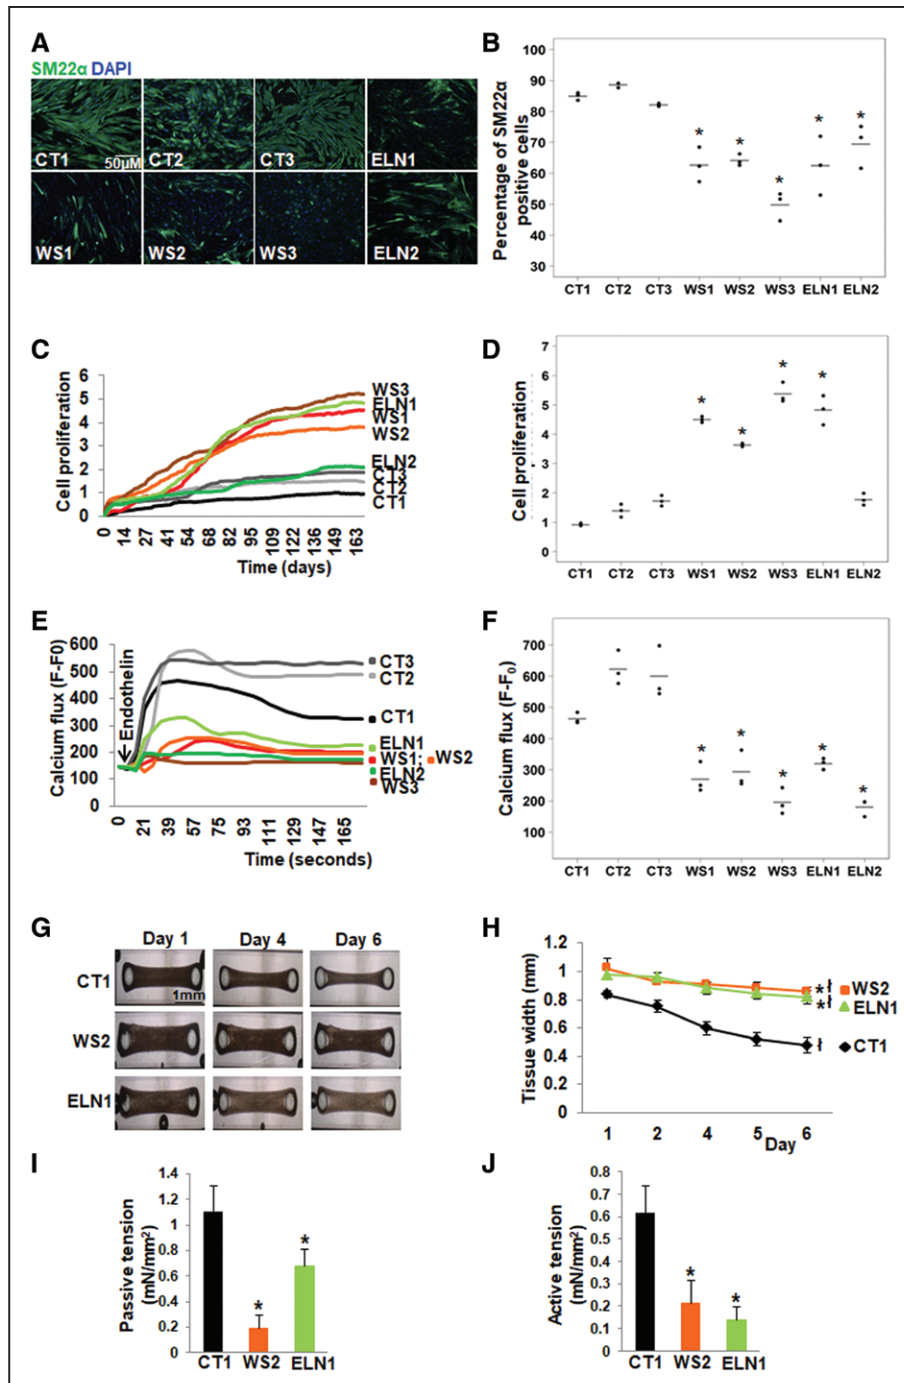 A
SM22α DAPI
CT1
50µM
CT2
CT3
ELN1
WS1
WS2
WS3
ELN2
B
Percentage of SM22α
positive cells
100
90
80
70
60
50
40
30
*
*
*
*
*
CT1 CT2 CT3 WS1 WS2 WS3 ELN1 ELN2
C
Cell proliferation
6
5
4
3
2
1
0
0 14 27 41 54 68 82 95 109 122 136 149 163
Time (days)
WS3
ELN1
WS1
WS2
ELN2
CT3
CT2
CT1
D
Cell proliferation
7
6
5
4
3
2
1
0
*
*
*
*
CT1 CT2 CT3 WS1 WS2 WS3 ELN1 ELN2
E
Calcium flux (F-F0)
600
500
400
300
200
100
0
Endothelin
0 21 39 57 75 93 111 129 147 165
Time (seconds)
CT3
CT2
CT1
ELN1
WS1; WS2
ELN2
WS3
F
Calcium flux (F-F₀)
700
600
500
400
300
200
100
*
*
*
*
*
CT1 CT2 CT3 WS1 WS2 WS3 ELN1 ELN2
G
Day 1 Day 4 Day 6
CT1
1mm
WS2
ELN1
H
Tissue width (mm)
1.2
1
0.8
0.6
0.4
0.2
0
1 2 4 5 6
Day
*ƚ WS2
*ƚ ELN1
ƚ CT1
I
Passive tension
(mN/mm²)
1.4
1.2
1
0.8
0.6
0.4
0.2
0
*
*
CT1 WS2 ELN1
J
Active tension
(mN/mm²)
0.8
0.7
0.6
0.5
0.4
0.3
0.2
0.1
0
*
*
CT1 WS2 ELN1